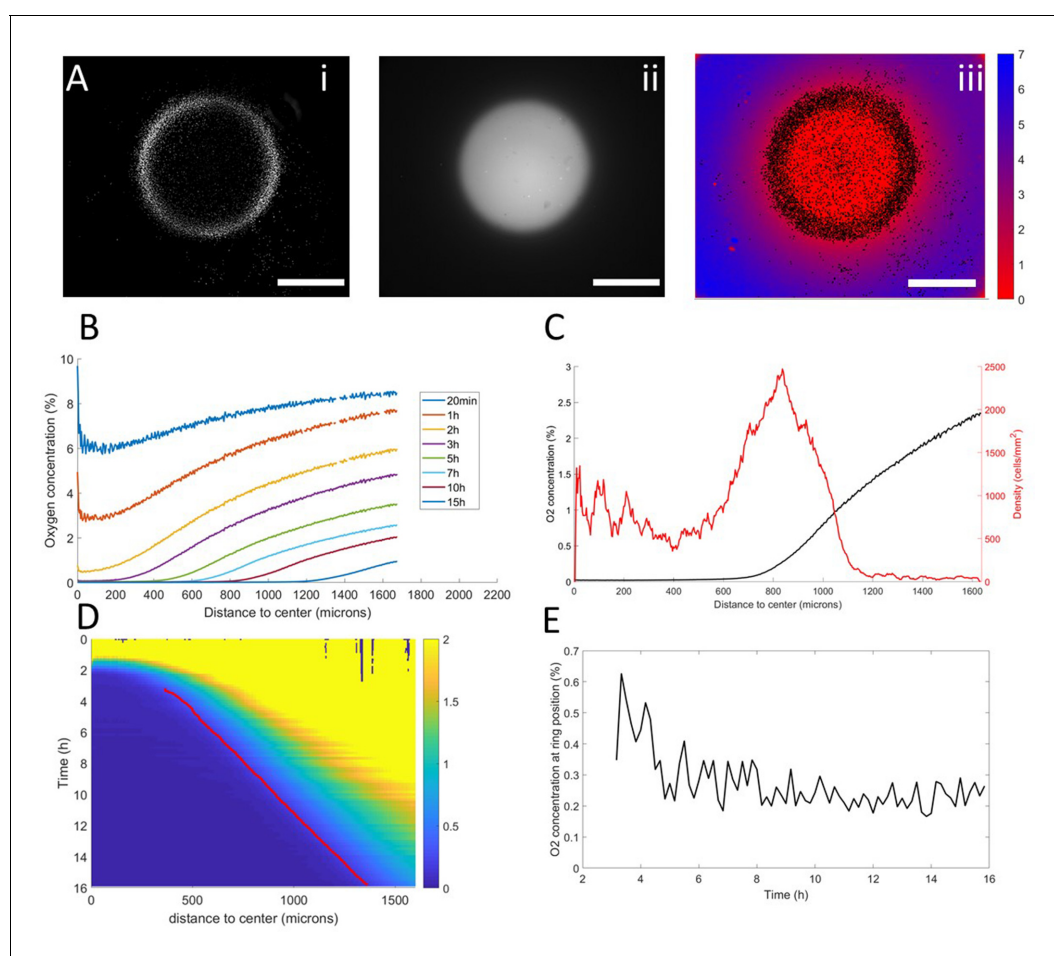 A
i
ii
iii
7
6
5
4
3
2
1
0
B
Oxygen concentration (%)
10
8
6
4
2
0
0 200 400 600 800 1000 1200 1400 1600 1800 2000 2200
Distance to center (microns)
20min
1h
2h
3h
5h
7h
10h
15h
C
O2 concentration (%)
3
2.5
2
1.5
1
0.5
0
0 200 400 600 800 1000 1200 1400 1600
Distance to center (microns)
2500
2000
1500
1000
500
0
Density (cells/mm2)
D
Time (h)
0
2
4
6
8
10
12
14
16
0 500 1000 1500
distance to center (microns)
2
1.5
1
0.5
0
E
O2 concentration at ring position (%)
0.7
0.6
0.5
0.4
0.3
0.2
0.1
0
2 4 6 8 10 12 14 16
Time (h)